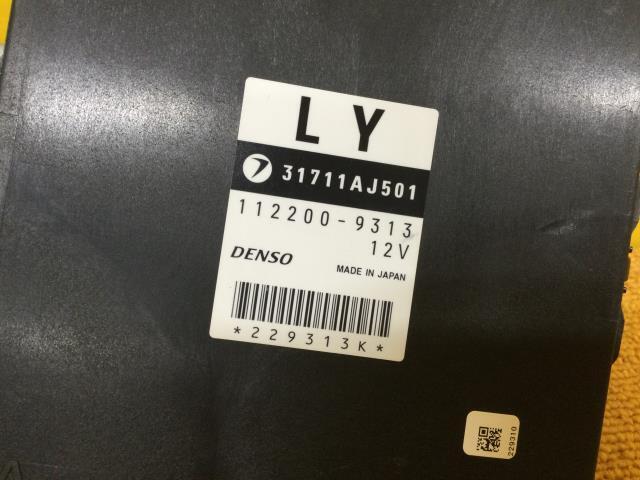 LY
31711AJ501
112200-9313
12V
DENSO
MADE IN JAPAN
*229313K*
229310